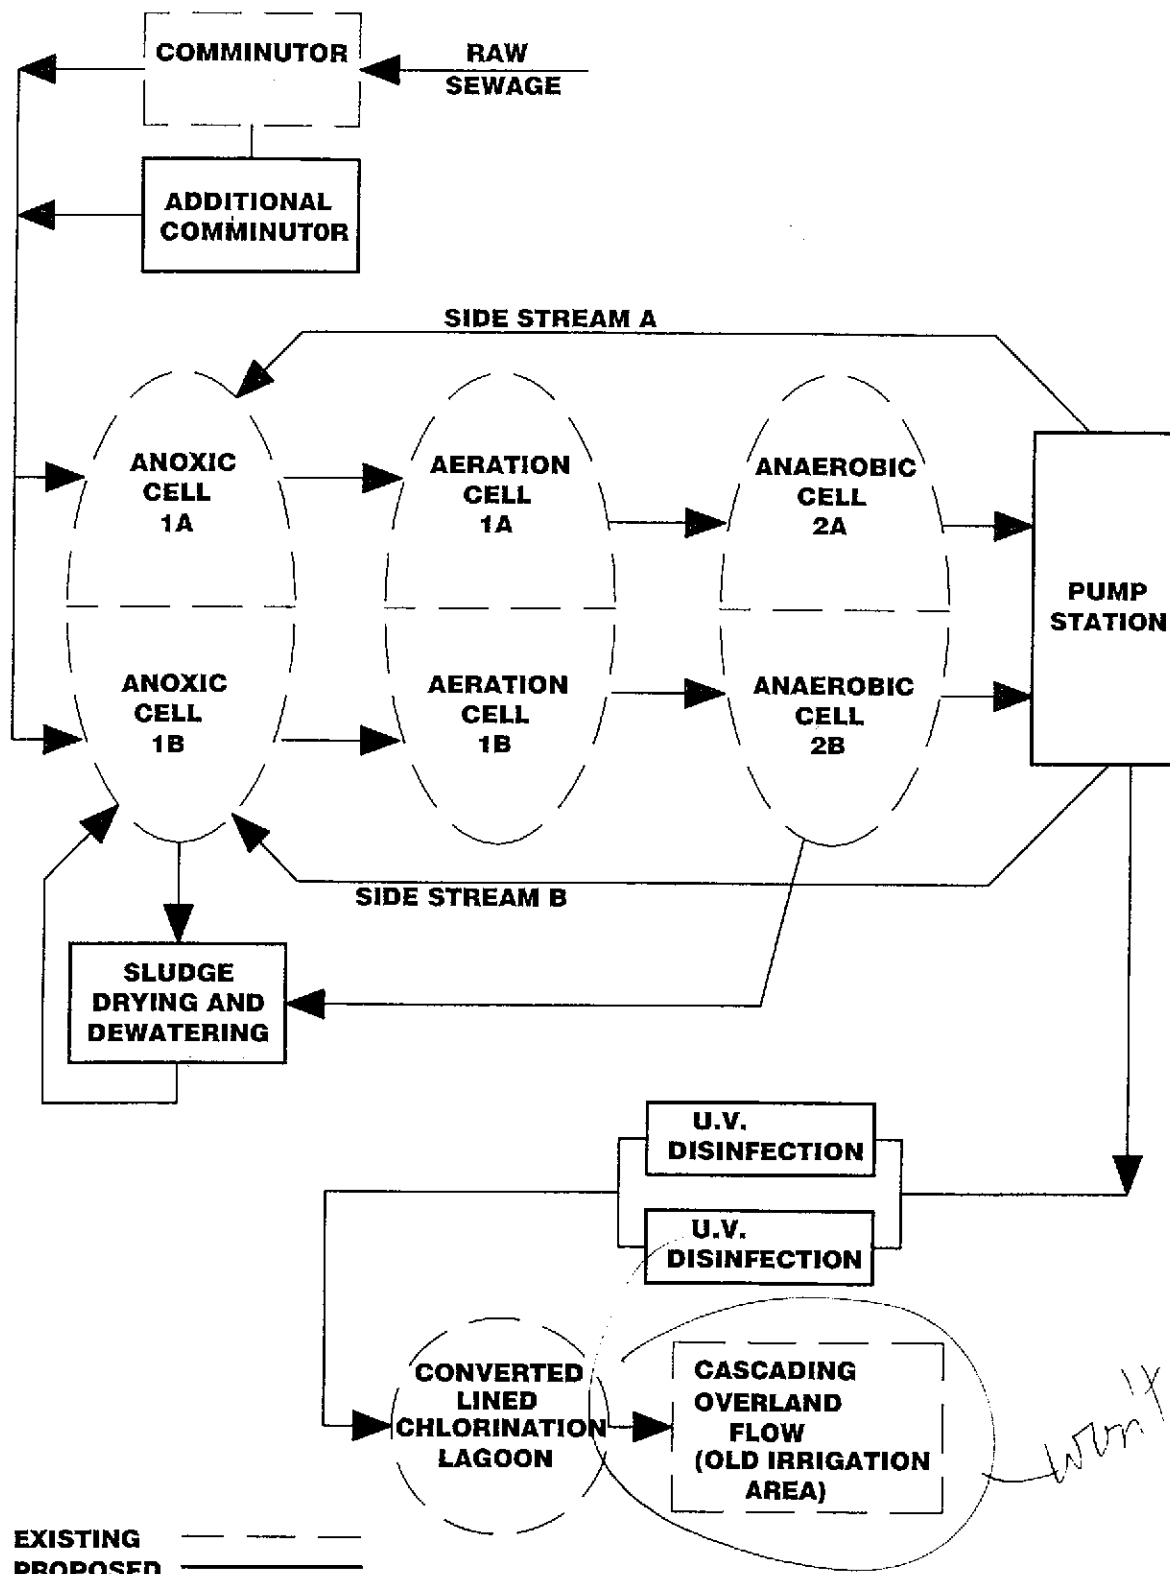 COMMINUTOR
RAW
SEWAGE
ADDITIONAL
COMMINUTOR
SIDE STREAM A
ANOXIC
CELL
1A
AERATION
CELL
1A
ANAEROBIC
CELL
2A
PUMP
STATION
ANOXIC
CELL
1B
AERATION
CELL
1B
ANAEROBIC
CELL
2B
SIDE STREAM B
SLUDGE
DRYING AND
DEWATERING
U.V.
DISINFECTION
U.V.
DISINFECTION
CONVERTED
LINED
CHLORINATION
LAGOON
CASCADING
OVERLAND
FLOW
(OLD IRRIGATION
AREA)
won't
EXISTING
PROPOSED